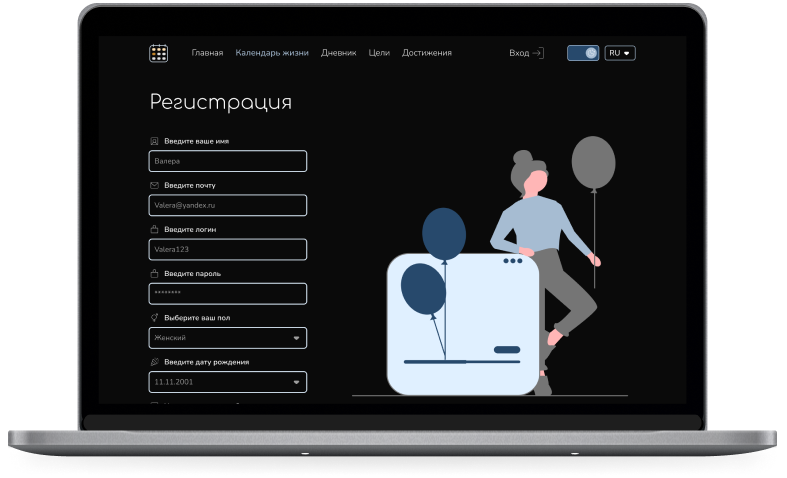 Главная Календарь жизни Дневник Цели Достижения Вход RU
Регистрация
Введите ваше имя
Валера
Введите почту
Valera@yandex.ru
Введите логин
Valera123
Введите пароль
********
Выберите ваш пол
Женский
Введите дату рождения
11.11.2001